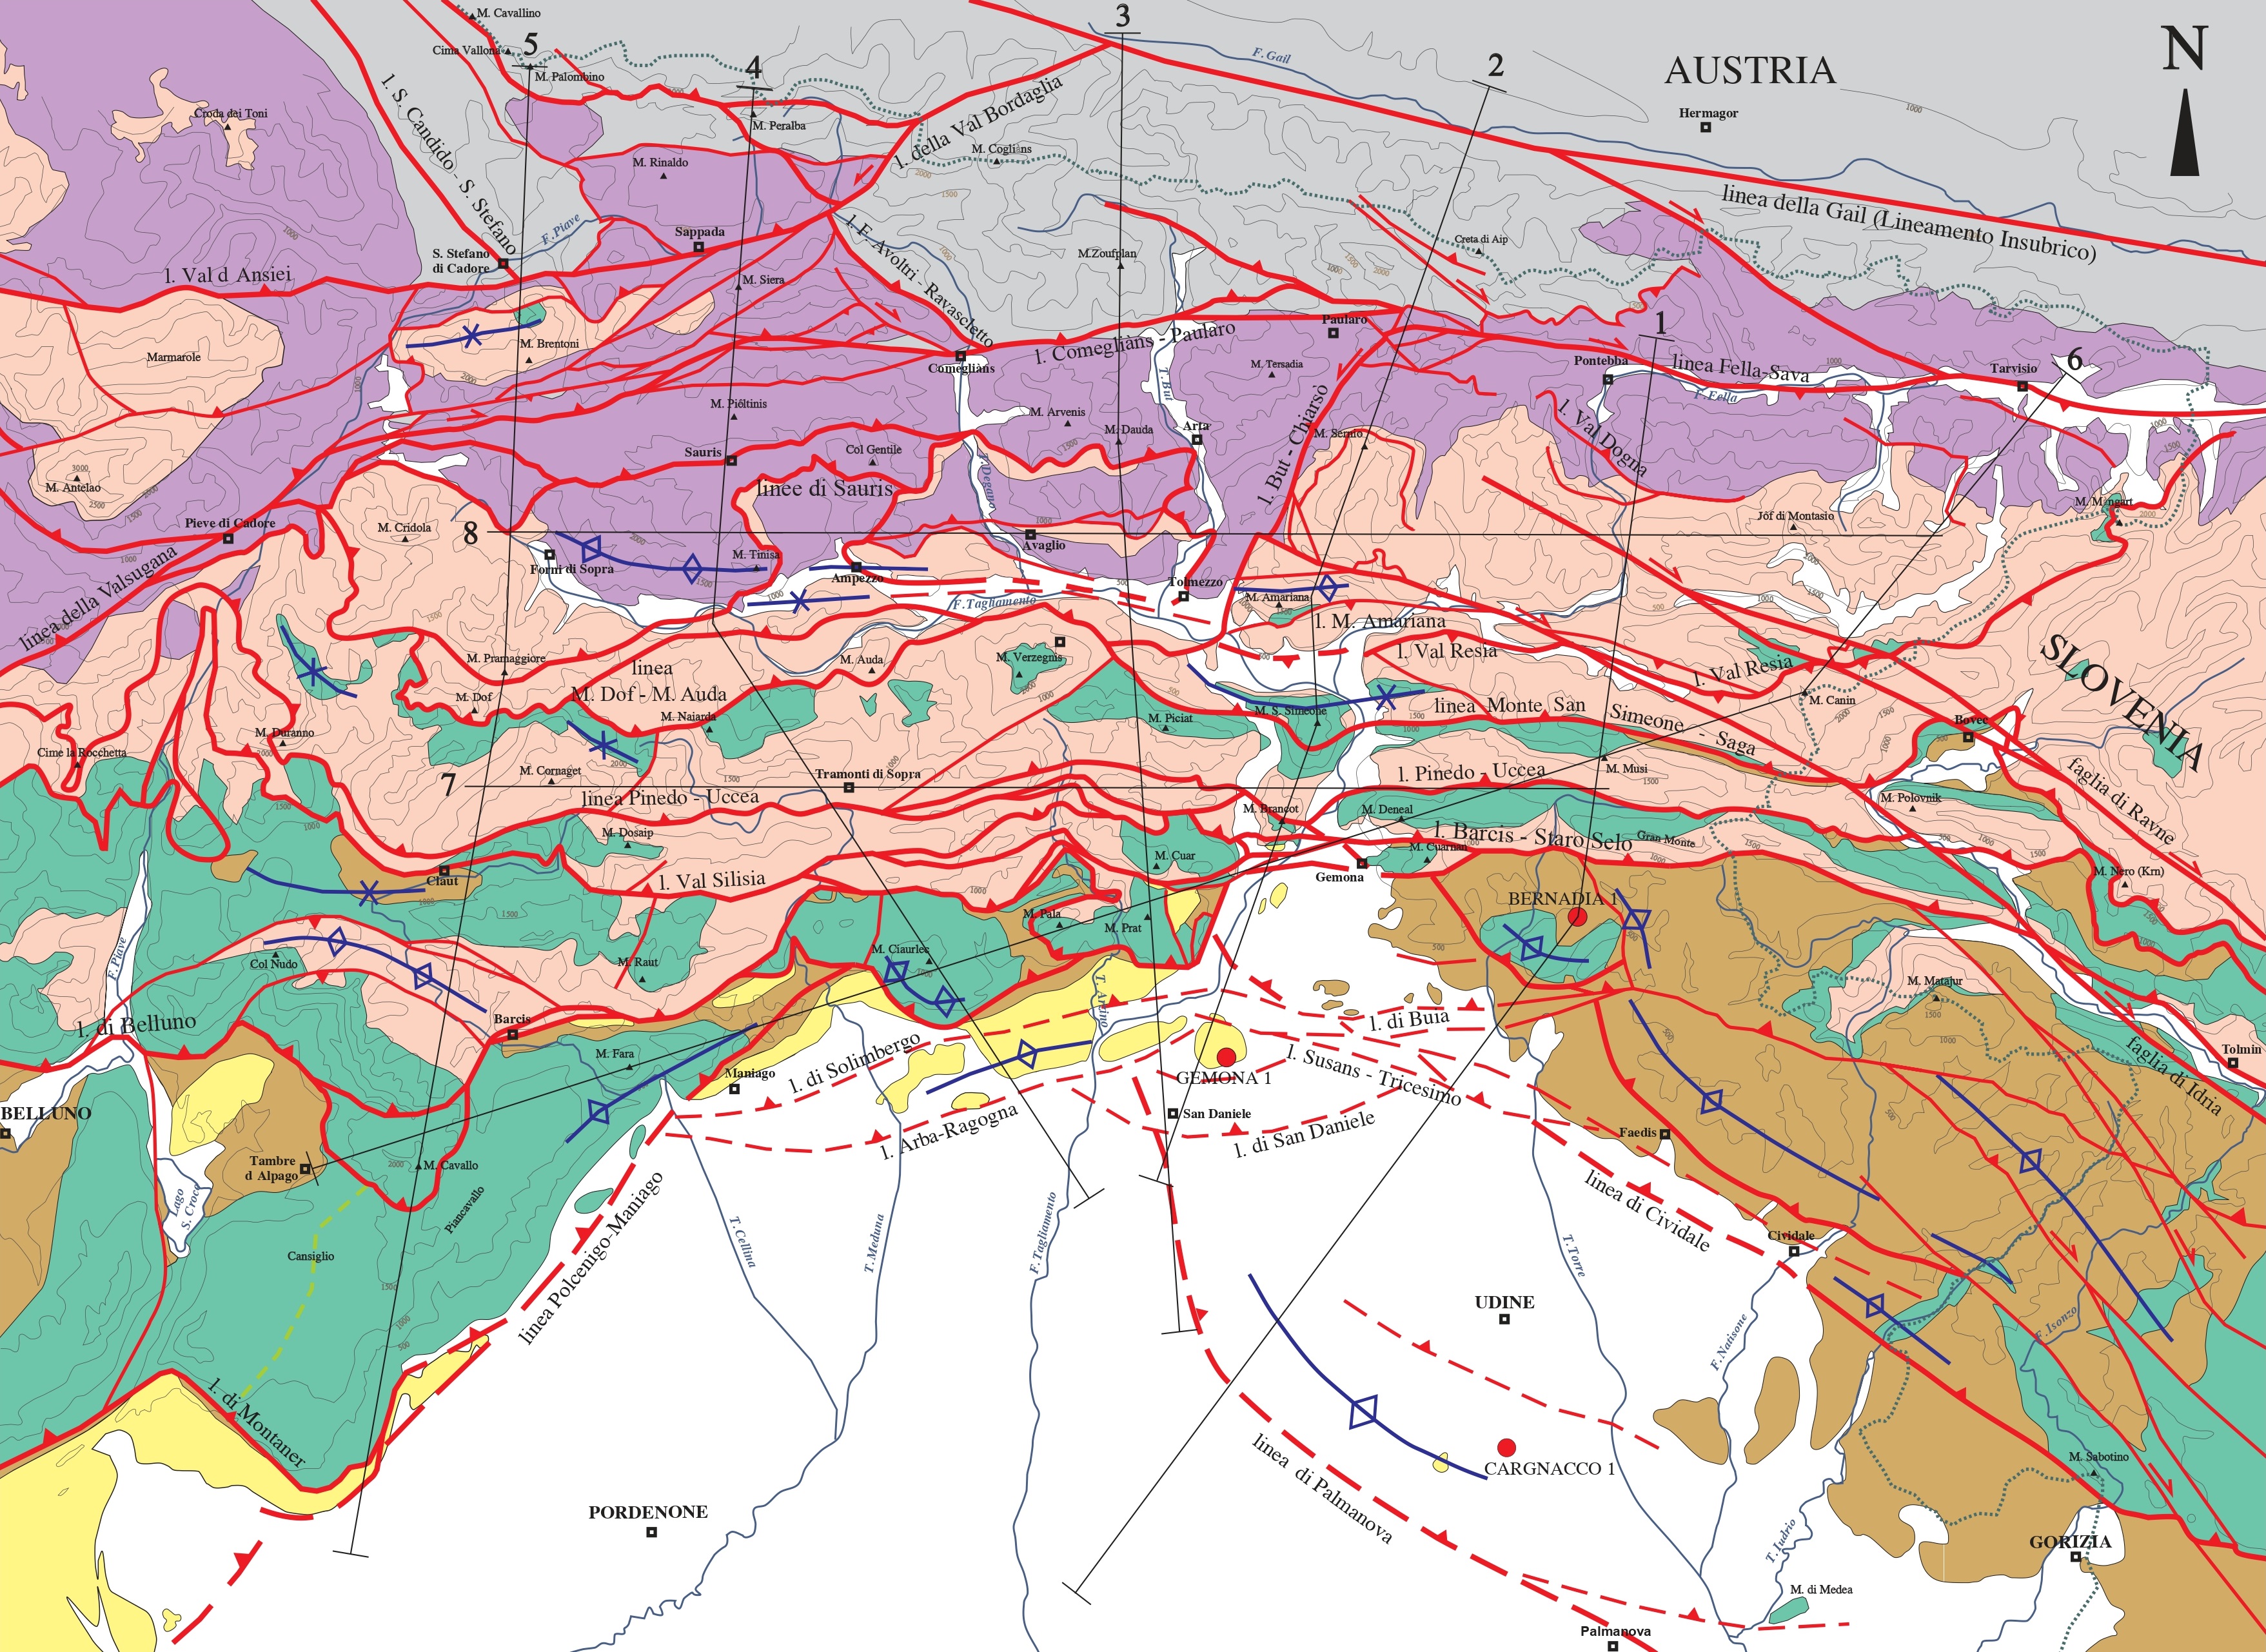 M. Cavallino
3
N
Cima Vallona
5
2
4
F. Gail
AUSTRIA
M. Palombino
Hermagor
Croda dei Toni
M. Peralba
l. della Val Bordaglia
l. S. Candido - S. Stefano
M. Rinaldo
M. Coglians
linea della Gail (Lineamento Insubrico)
F.Piave
Sappada
l. F. Avoltri - Ravascletto
S. Stefano
di Cadore
M.Zoufplan
Creta di Aip
l. Val d Ansiei
M. Siera
Paularo
1
l. Comegliàns - Paularo
M. Brentoni
Marmarole
Comeglians
M. Tersadia
Pontebba
linea Fella-Sava
Tarvisio
6
T. But
F. Fella
M. Piöltinis
M. Arvenis
M. Dauda
Arta
l. But - Chiarsò
M. Sernio
l. Val Dogna
Sauris
Col Gentile
M. Antelao
linee di Sauris
T. Degano
M. Mangart
Pieve di Cadore
M. Cridola
8
Jôf di Montasio
Avaglio
Forni di Sopra
M. Tinisa
Ampezzo
Tolmezzo
linea della Valsugana
F.Tagliamento
M. Amariana
l. M. Amariana
M. Pramaggiore
linea
M. Dof - M. Auda
M. Auda
M. Verzegnis
l. Val Resia
l. Val Resia
SLOVENIA
M. Dof
M. Naiarda
M. Piciat
M. S. Simeone
linea Monte San Simeone - Saga
M. Canin
Bovec
M. Duranno
Cime la Rocchetta
M. Cornaget
Tramonti di Sopra
l. Pinedo - Uccea
M. Musi
7
linea Pinedo - Uccea
M. Brancot
M. Deneal
M. Polovnik
faglia di Ravne
M. Dosaip
l. Barcis - Staro Selo
Gran Monte
M. Cuar
M. Cuarnan
Claut
l. Val Silisia
Gemona
M. Nero (Krn)
BERNADIA 1
M. Pala
M. Prat
F. Piave
Col Nudo
M. Raut
M. Ciaurlec
M. Matajur
T. Arzino
l. di Belluno
Barcis
l. di Buia
M. Fara
Maniago
l. di Solimbergo
GEMONA 1
l. Susans - Tricesimo
faglia di Idria
Tolmin
BELLUNO
San Daniele
l. Arba-Ragogna
l. di San Daniele
Faedis
Tambre
d Alpago
M. Cavallo
Lago
S. Croce
Piancavallo
linea di Cividale
Cansiglio
linea Polcenigo-Maniago
T. Cellina
T.Meduna
F.Tagliamento
T. Torre
Cividale
UDINE
F. Natisone
F. Isonzo
l. di Montaner
CARGNACCO 1
linea di Palmanova
M. Sabotino
PORDENONE
GORIZIA
T. Iudrio
M. di Medea
Palmanova